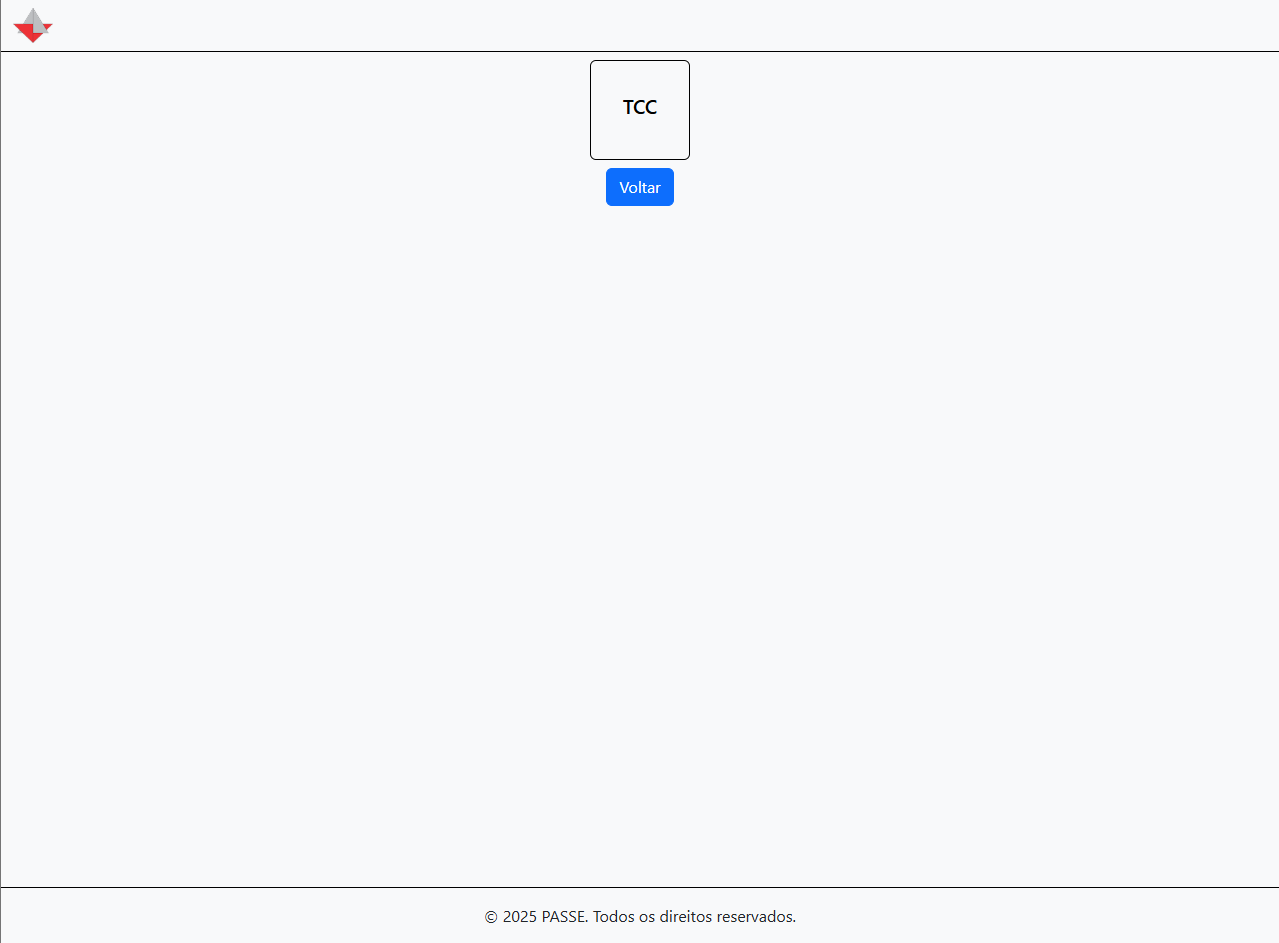 TCC
Voltar
© 2025 PASSE. Todos os direitos reservados.